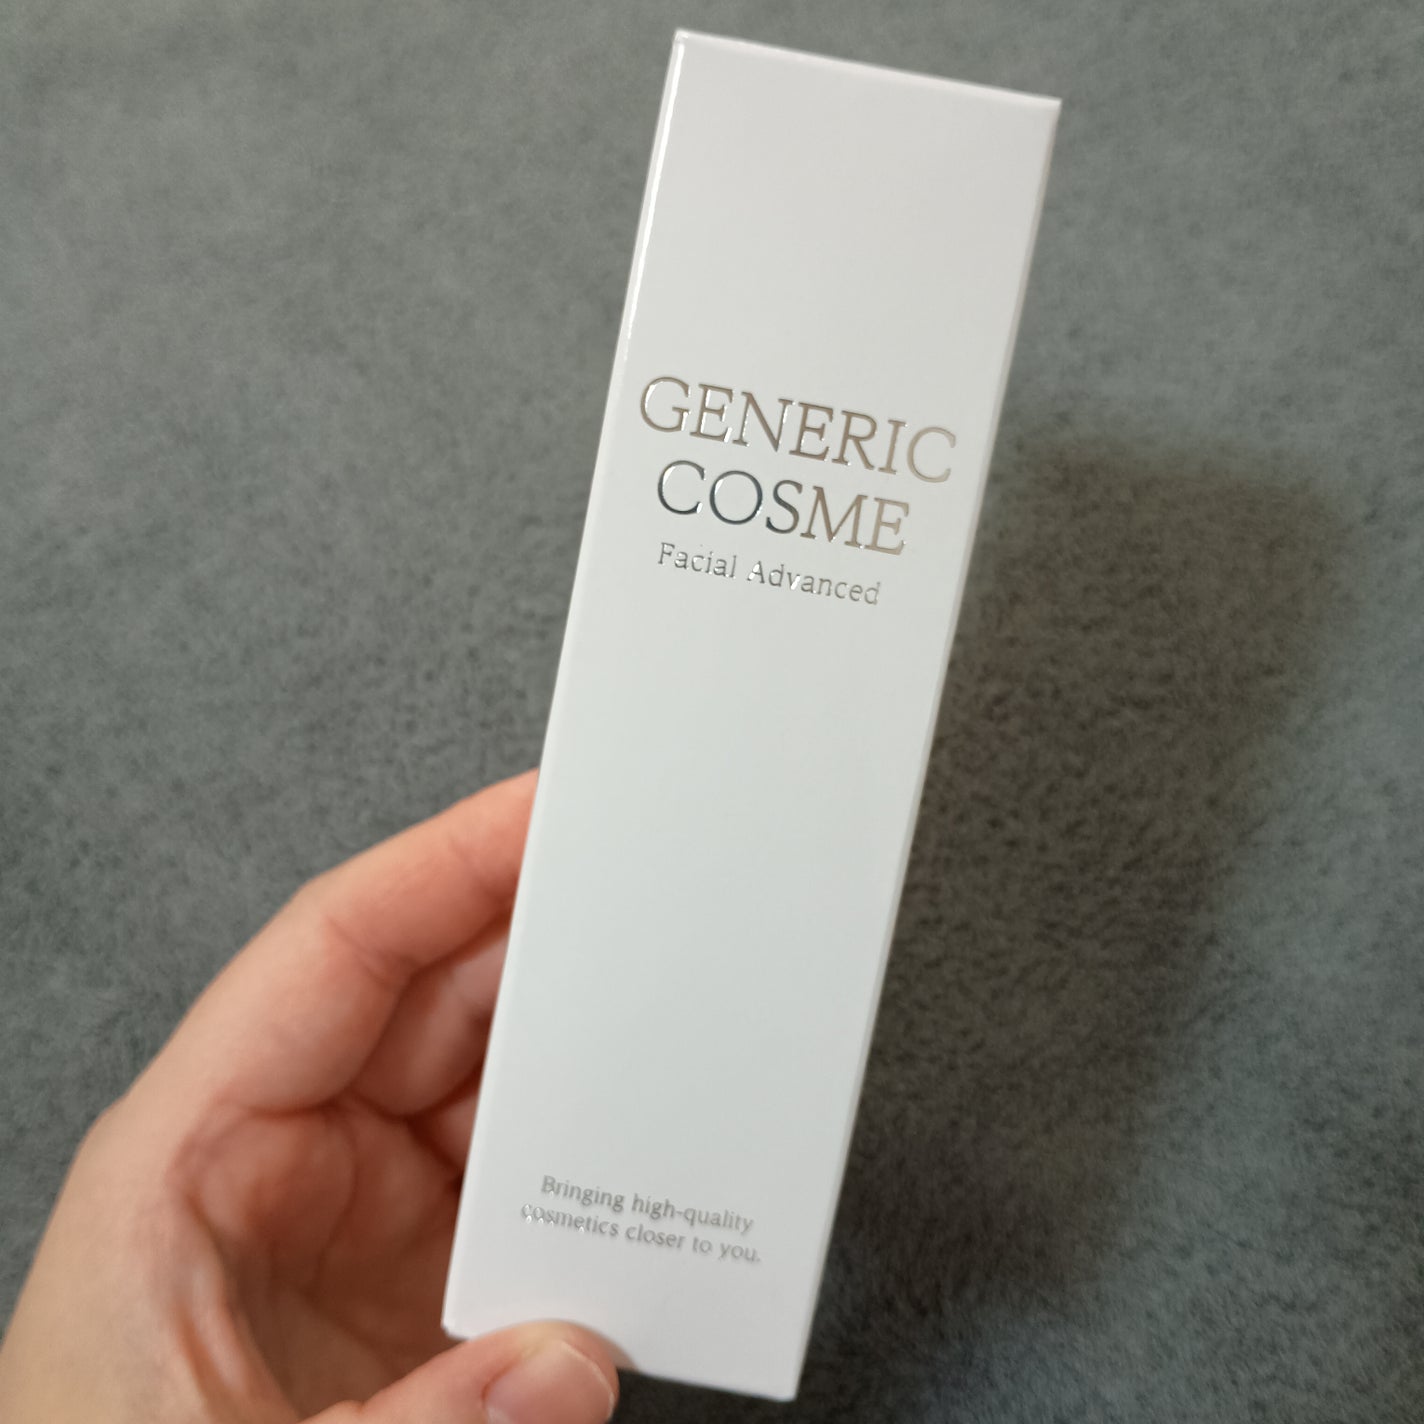 GENERIC
COSME
Facial Advanced
Bringing high-quality
cosmetics closer to you.